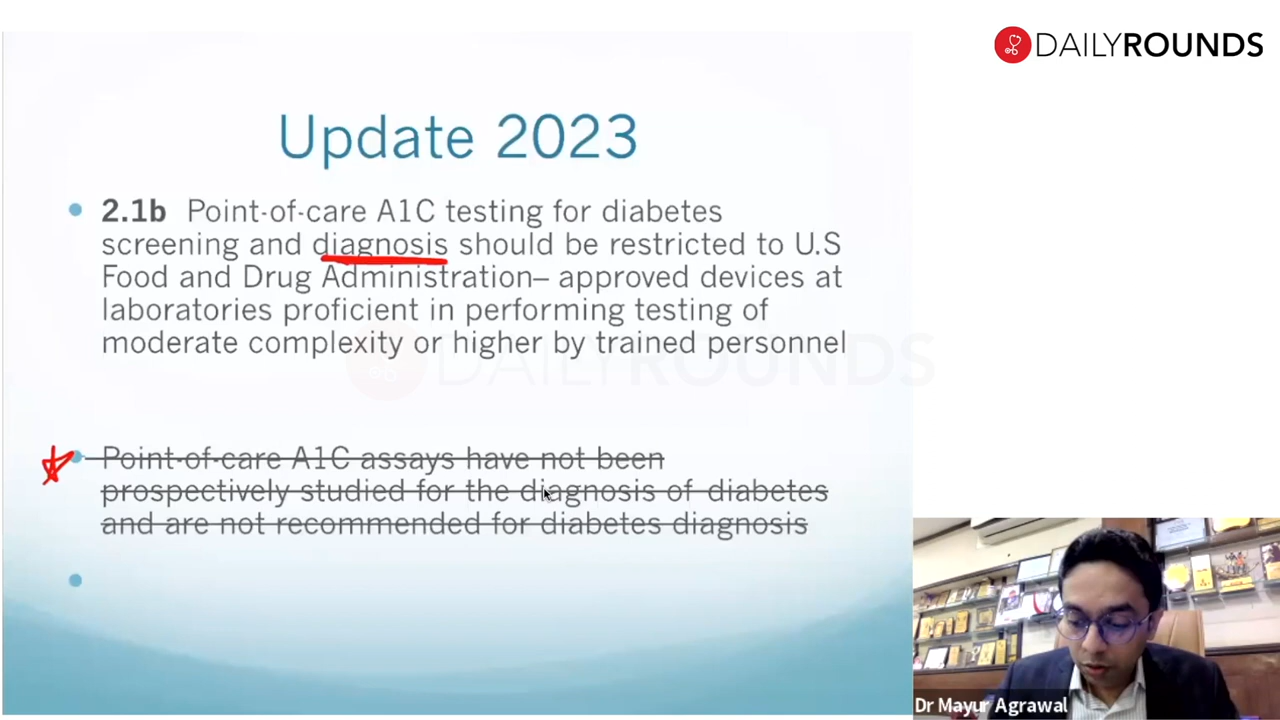 DAILYROUNDS
Update 2023
2.1b Point-of-care A1C testing for diabetes
screening and diagnosis should be restricted to U.S
Food and Drug Administration– approved devices at
laboratories proficient in performing testing of
moderate complexity or higher by trained personnel
DAILYROUNDS
Point-of-care A1C assays have not been
prospectively studied for the diagnosis of diabetes
and are not recommended for diabetes diagnosis
Dr Mayur Agrawal